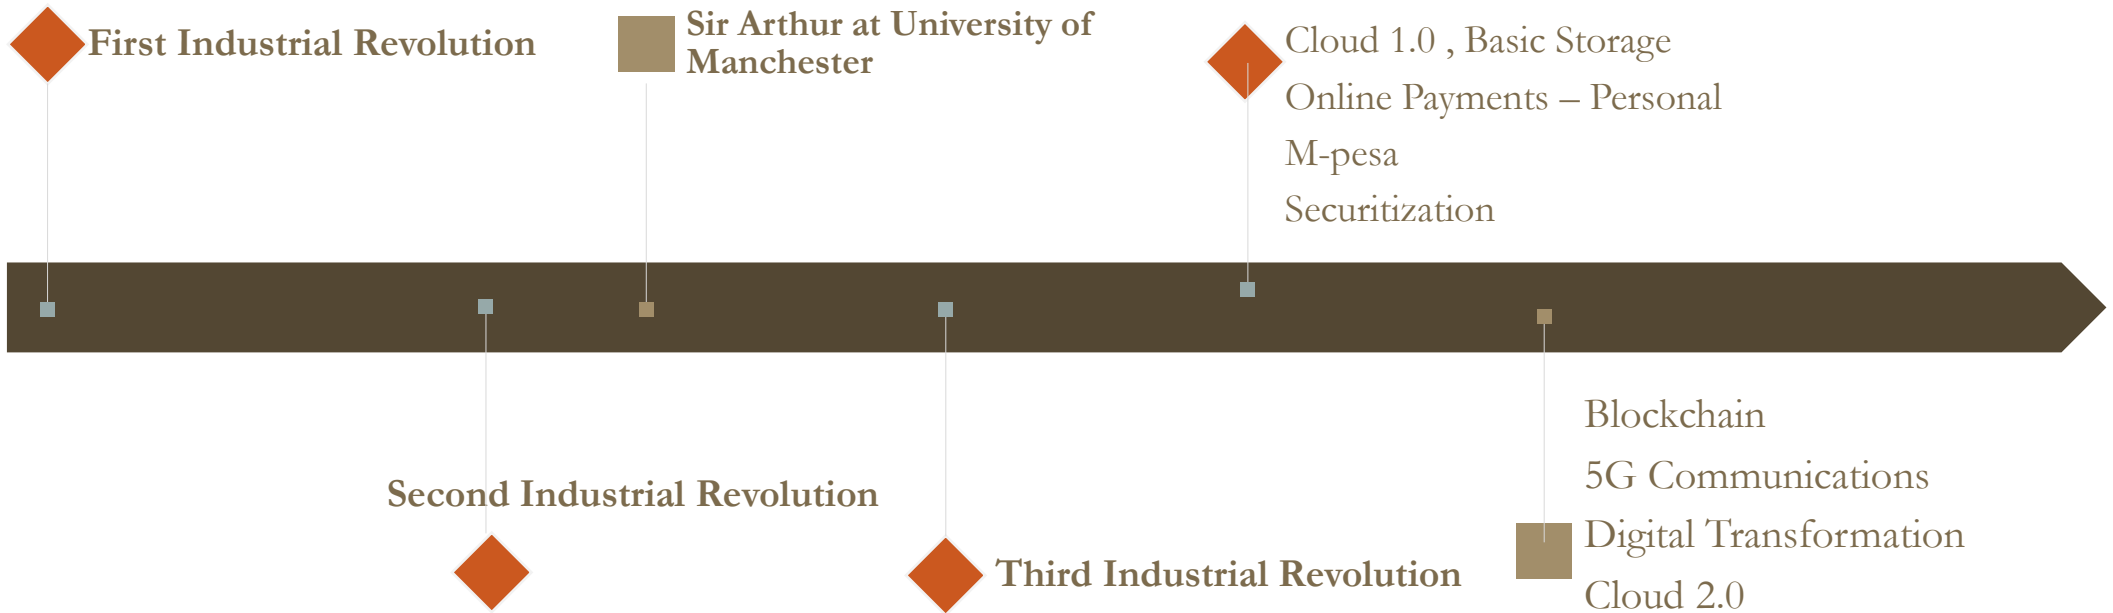 First Industrial Revolution
Sir Arthur at University of
Manchester
Cloud 1.0 , Basic Storage
Online Payments – Personal
M-pesa
Securitization
Second Industrial Revolution
Third Industrial Revolution
Blockchain
5G Communications
Digital Transformation
Cloud 2.0